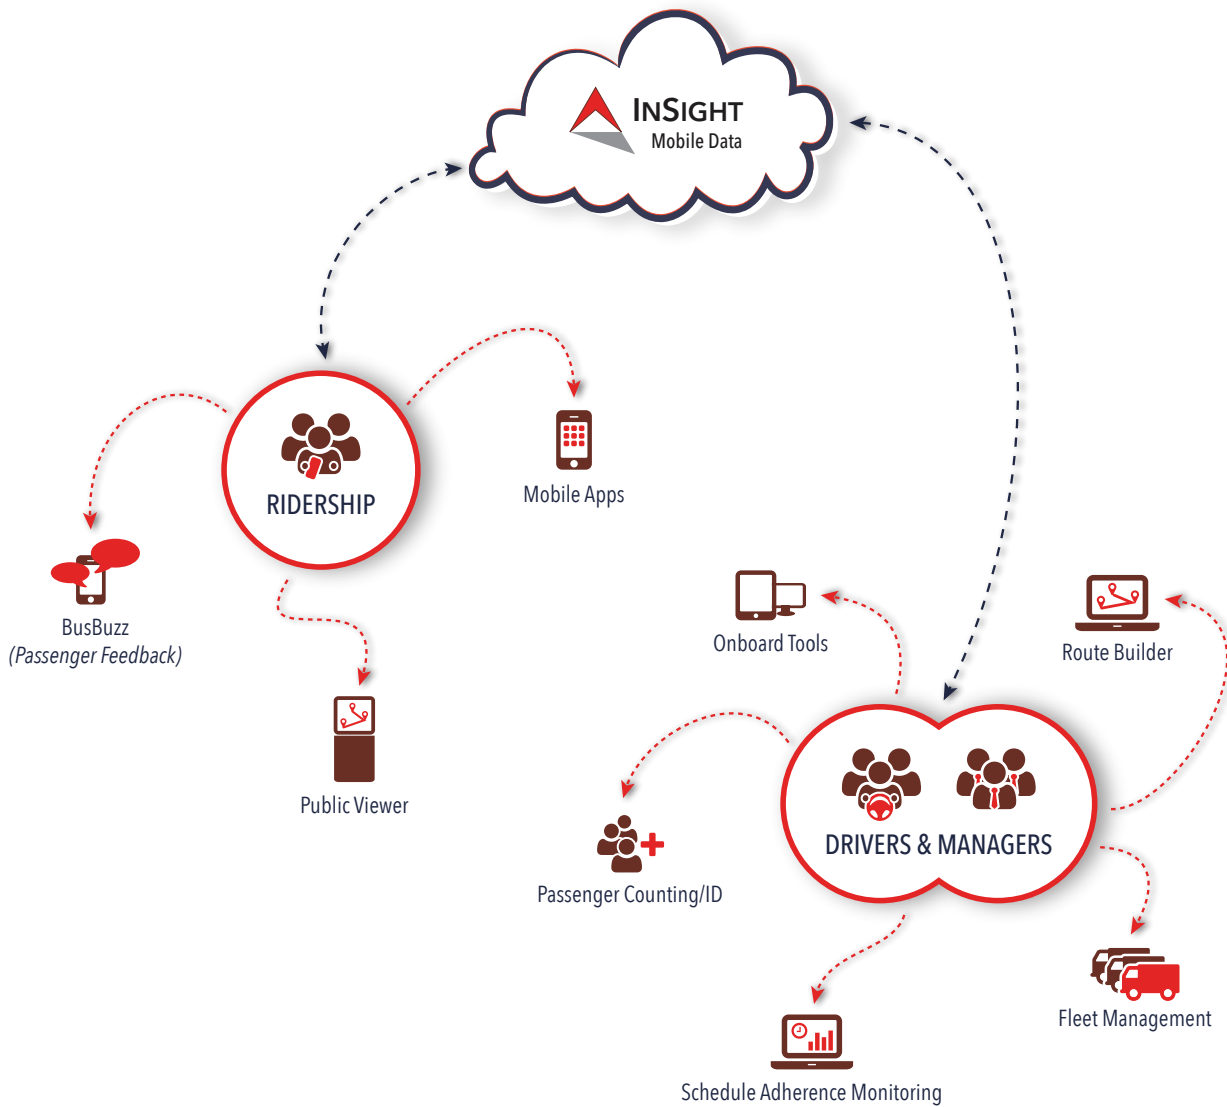 INSIGHT
Mobile Data
RIDERSHIP
Mobile Apps
BusBuzz
(Passenger Feedback)
Public Viewer
Onboard Tools
Route Builder
DRIVERS & MANAGERS
Passenger Counting/ID
Fleet Management
Schedule Adherence Monitoring